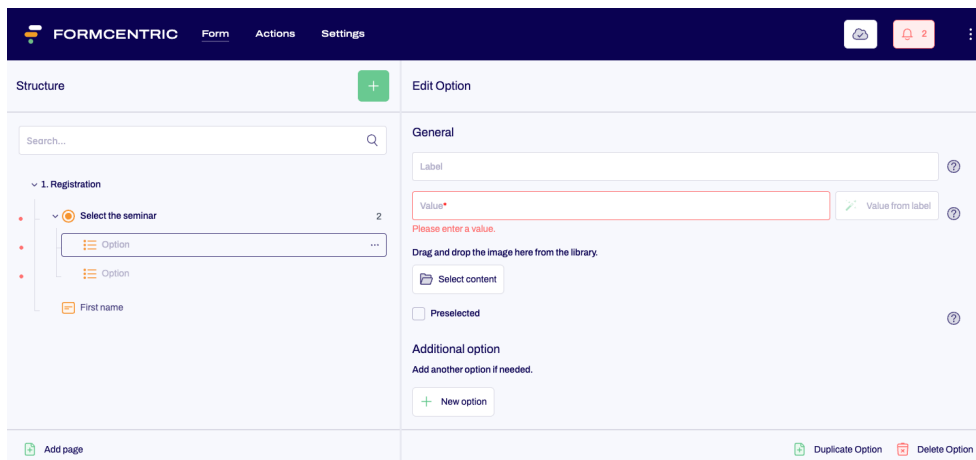 FORMCENTRIC Form Actions Settings 2
Structure
Edit Option
Search...
1. Registration
Select the seminar 2
Option
Option
First name
General
Label
Value*
Value from label
Please enter a value.
Drag and drop the image here from the library.
Select content
Preselected
Additional option
Add another option if needed.
New option
Add page
Duplicate Option
Delete Option